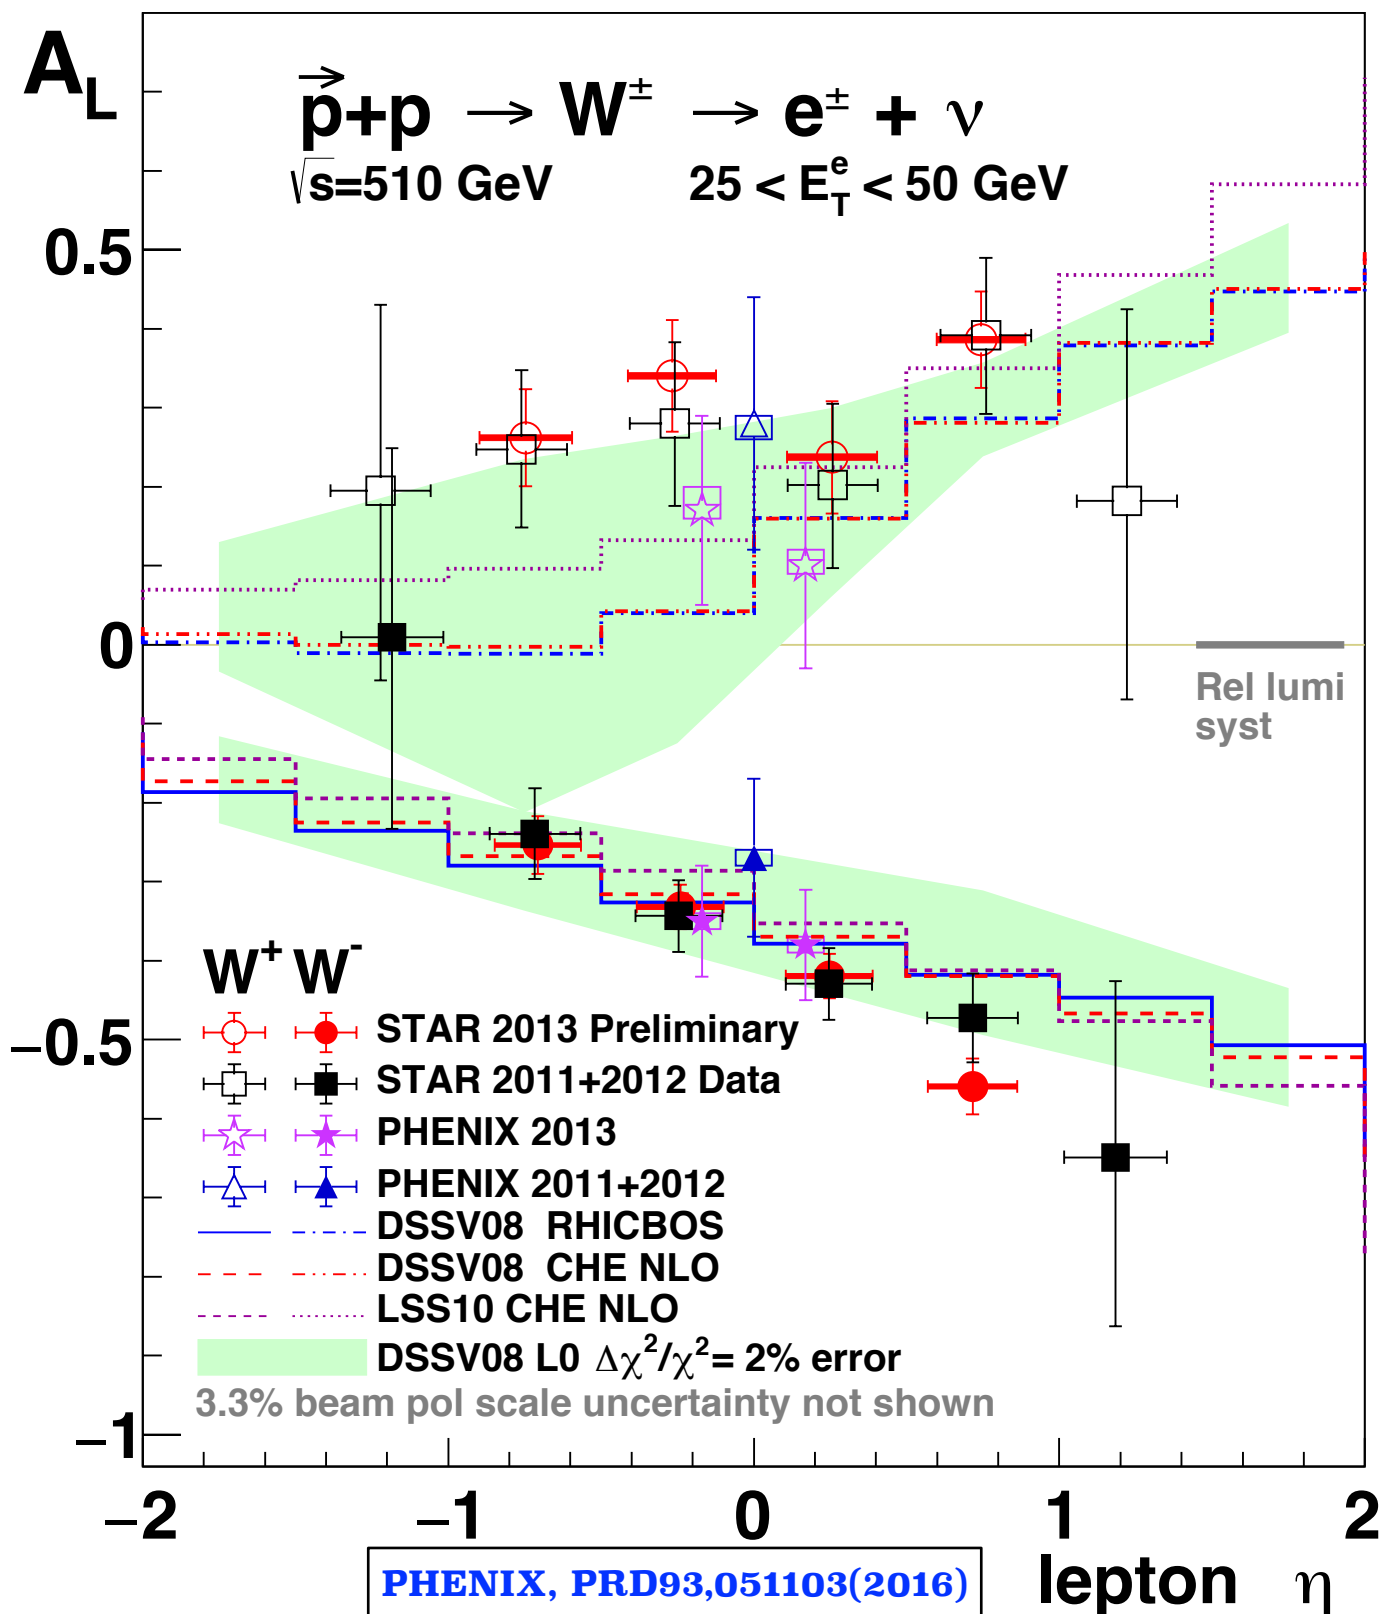 A_L
p⃗+p → W^± → e^± + ν
√s=510 GeV 25 < E_T^e < 50 GeV
0.5
0
Rel lumi
syst
W^+ W^-
STAR 2013 Preliminary
−0.5
STAR 2011+2012 Data
PHENIX 2013
PHENIX 2011+2012
DSSV08 RHICBOS
DSSV08 CHE NLO
LSS10 CHE NLO
DSSV08 L0 Δχ²/χ²= 2% error
3.3% beam pol scale uncertainty not shown
−1
−2 −1 0 1 2
lepton η
PHENIX, PRD93,051103(2016)